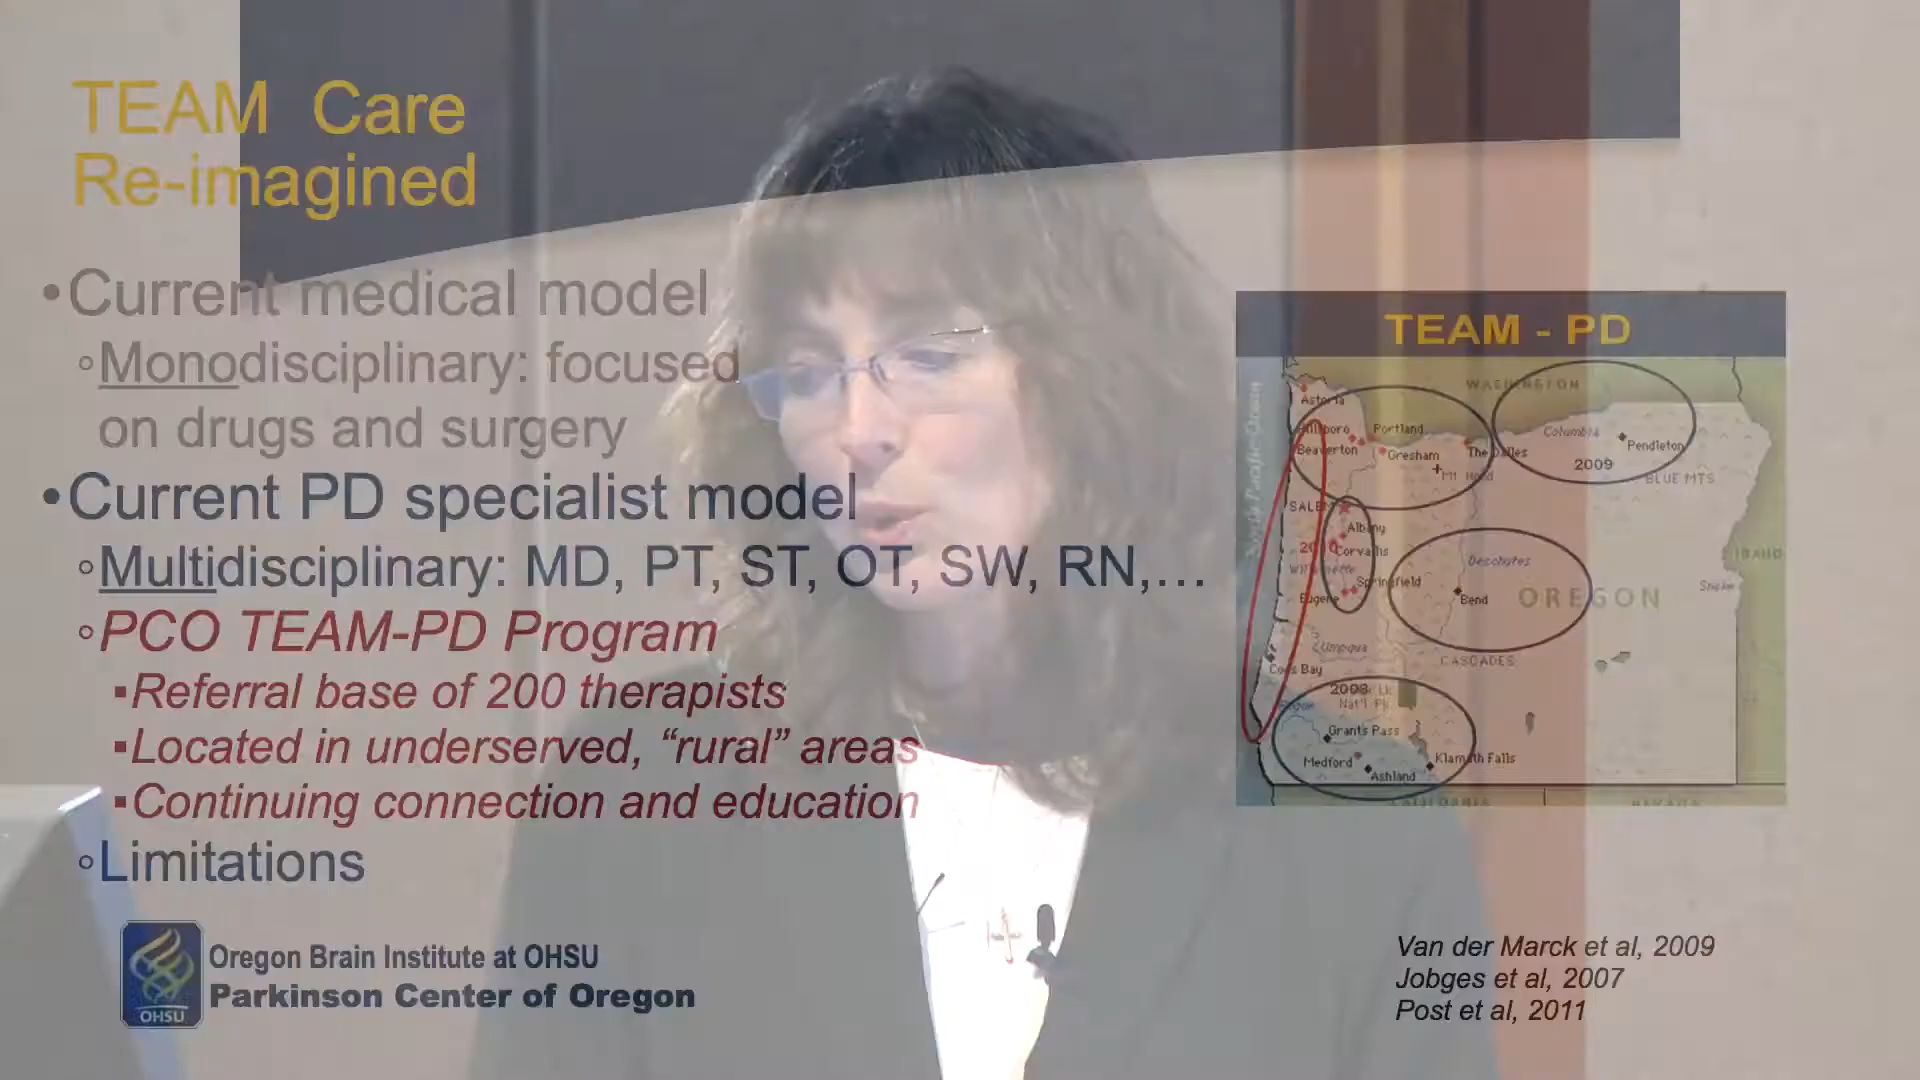 TEAM Care
Re-imagined
•Current medical model
◦Monodisciplinary: focused
on drugs and surgery
•Current PD specialist model
◦Multidisciplinary: MD, PT, ST, OT, SW, RN,…
◦PCO TEAM-PD Program
▪Referral base of 200 therapists
▪Located in underserved, “rural” areas
▪Continuing connection and education
◦Limitations
OHSU
Oregon Brain Institute at OHSU
Parkinson Center of Oregon
TEAM - PD
WASHINGTON
Astoria
Portland
Columbia
Pendleton
Beaverton
Gresham
The Dalles
2009
Mt Hood
BLUE MTS
Albany
Corvallis
Deschutes
IDAHO
Springfield
Snake
Eugene
Bend
OREGON
Umpqua
CASCADES
Coos Bay
2008
Grants Pass
Medford
Klamath Falls
Ashland
CALIFORNIA
NEVADA
Van der Marck et al, 2009
Jobges et al, 2007
Post et al, 2011